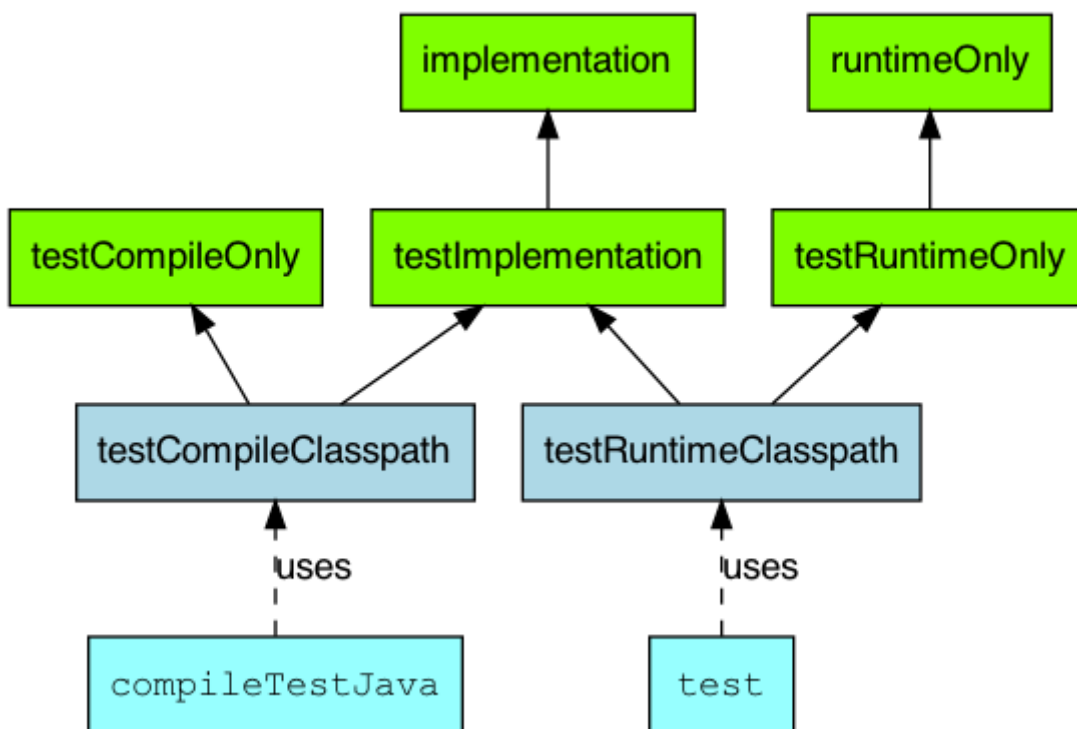 implementation
runtimeOnly
testCompileOnly
testImplementation
testRuntimeOnly
testCompileClasspath
testRuntimeClasspath
uses
uses
compileTestJava
test